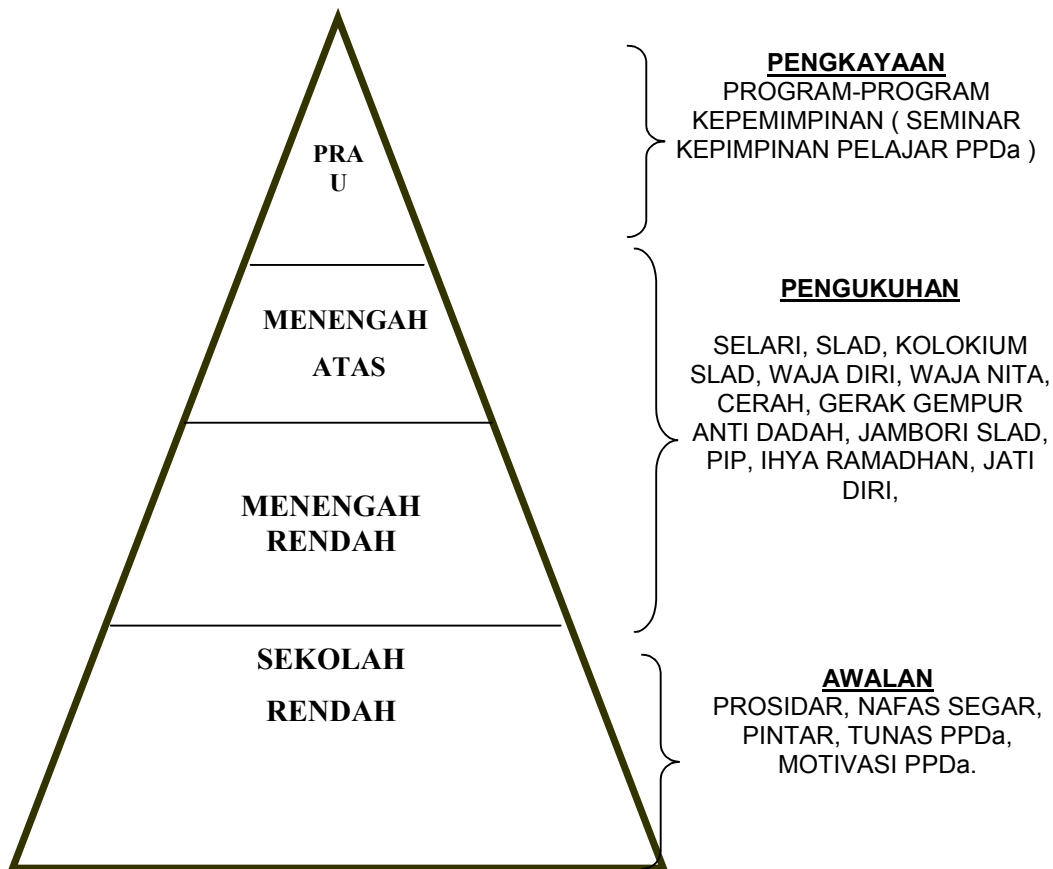 PRA
U
PENGKAYAAN
PROGRAM-PROGRAM
KEPEMIMPINAN ( SEMINAR
KEPIMPINAN PELAJAR PPDa )
MENENGAH
ATAS
MENENGAH
RENDAH
PENGUKUHAN
SELARI, SLAD, KOLOKIUM
SLAD, WAJA DIRI, WAJA NITA,
CERAH, GERAK GEMPUR
ANTI DADAH, JAMBORI SLAD,
PIP, IHYA RAMADHAN, JATI
DIRI,
SEKOLAH
RENDAH
AWALAN
PROSIDAR, NAFAS SEGAR,
PINTAR, TUNAS PPDa,
MOTIVASI PPDa.